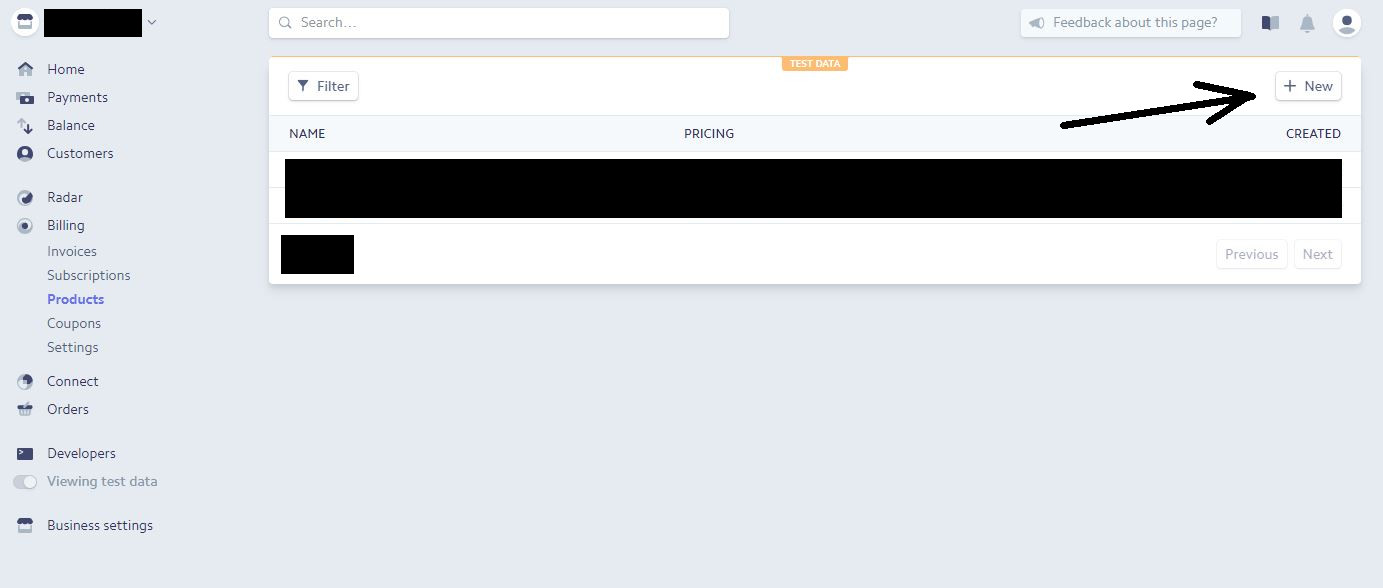 Search...
Feedback about this page?
Home
Payments
Balance
Customers
Radar
Billing
Invoices
Subscriptions
Products
Coupons
Settings
Connect
Orders
Developers
Viewing test data
Business settings
TEST DATA
Filter
+ New
NAME PRICING CREATED
Previous Next